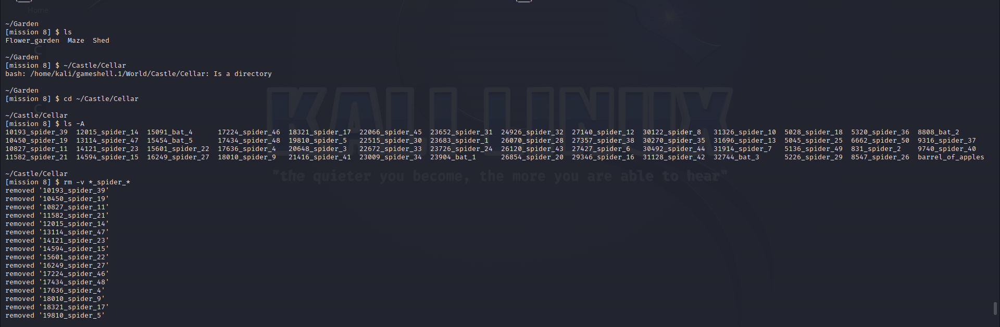 Home
~/Garden
[mission 8] $ ls
Flower_garden  Maze  Shed
~/Garden
[mission 8] $ ~/Castle/Cellar
bash: /home/kali/gameshell.1/World/Castle/Cellar: Is a directory
~/Garden
[mission 8] $ cd ~/Castle/Cellar
~/Castle/Cellar
[mission 8] $ ls -A
10193_spider_39  12015_spider_14  15091_bat_4      17224_spider_46  18321_spider_17  22066_spider_45  23652_spider_31  24926_spider_32  27140_spider_12  30122_spider_8   31326_spider_10  5028_spider_18  5320_spider_36  8808_bat_2
10450_spider_19  13114_spider_47  15454_bat_5      17434_spider_48  19810_spider_5   22515_spider_30  23683_spider_1   26070_spider_28  27357_spider_38  30270_spider_35  31696_spider_13  5045_spider_25  6662_spider_50  9316_spider_37
10827_spider_11  14121_spider_23  15601_spider_22  17636_spider_4   20648_spider_3   22672_spider_33  23726_spider_24  26120_spider_43  27427_spider_6   30492_spider_44  31914_spider_7   5136_spider_49  831_spider_2    9740_spider_40
11582_spider_21  14594_spider_15  16249_spider_27  18010_spider_9   21416_spider_41  23009_spider_34  23904_bat_1      26854_spider_20  29346_spider_16  31128_spider_42  32744_bat_3      5226_spider_29  8547_spider_26  barrel_of_apples
~/Castle/Cellar
[mission 8] $ rm -v *_spider_*
removed '10193_spider_39'
removed '10450_spider_19'
removed '10827_spider_11'
removed '11582_spider_21'
removed '12015_spider_14'
removed '13114_spider_47'
removed '14121_spider_23'
removed '14594_spider_15'
removed '15601_spider_22'
removed '16249_spider_27'
removed '17224_spider_46'
removed '17434_spider_48'
removed '17636_spider_4'
removed '18010_spider_9'
removed '18321_spider_17'
removed '19810_spider_5'
KALI LINUX
"the quieter you become, the more you are able to hear"